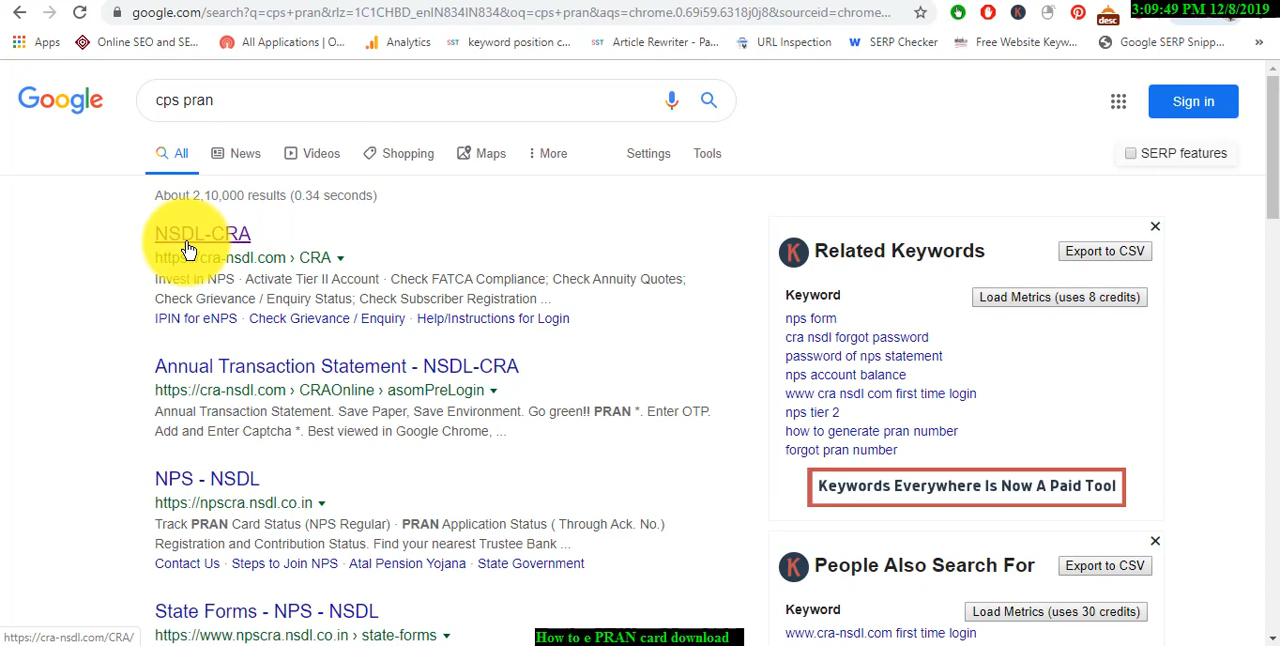 google.com/search?q=cps+pran&rlz=1C1CHBD_enIN834IN834&oq=cps+pran&aqs=chrome.0.69i59.6318j0j8&sourceid=chrome...
desc
3:09:49 PM 12/8/2019
Apps
Online SEO and SE...
All Applications | O...
Analytics
SST keyword position c...
SST Article Rewriter - Pa...
URL Inspection
W SERP Checker
Free Website Keyw...
Google SERP Snipp...
»
Google
cps pran
Sign in
All
News
Videos
Shopping
Maps
More
Settings
Tools
SERP features
About 2,10,000 results (0.34 seconds)
NSDL-CRA
https://cra-nsdl.com › CRA
Invest in NPS · Activate Tier II Account · Check FATCA Compliance; Check Annuity Quotes;
Check Grievance / Enquiry Status; Check Subscriber Registration ...
IPIN for eNPS · Check Grievance / Enquiry · Help/Instructions for Login
Annual Transaction Statement - NSDL-CRA
https://cra-nsdl.com › CRAOnline › asomPreLogin
Annual Transaction Statement. Save Paper, Save Environment. Go green!! PRAN *. Enter OTP.
Add and Enter Captcha *. Best viewed in Google Chrome, ...
NPS - NSDL
https://npscra.nsdl.co.in
Track PRAN Card Status (NPS Regular) · PRAN Application Status ( Through Ack. No.)
Registration and Contribution Status. Find your nearest Trustee Bank ...
Contact Us · Steps to Join NPS · Atal Pension Yojana · State Government
State Forms - NPS - NSDL
https://www.npscra.nsdl.co.in › state-forms
K Related Keywords
Export to CSV
Keyword
Load Metrics (uses 8 credits)
nps form
cra nsdl forgot password
password of nps statement
nps account balance
www cra nsdl com first time login
nps tier 2
how to generate pran number
forgot pran number
Keywords Everywhere Is Now A Paid Tool
K People Also Search For
Export to CSV
Keyword
Load Metrics (uses 30 credits)
www.cra-nsdl.com first time login
https://cra-nsdl.com/CRA/
How to e PRAN card download